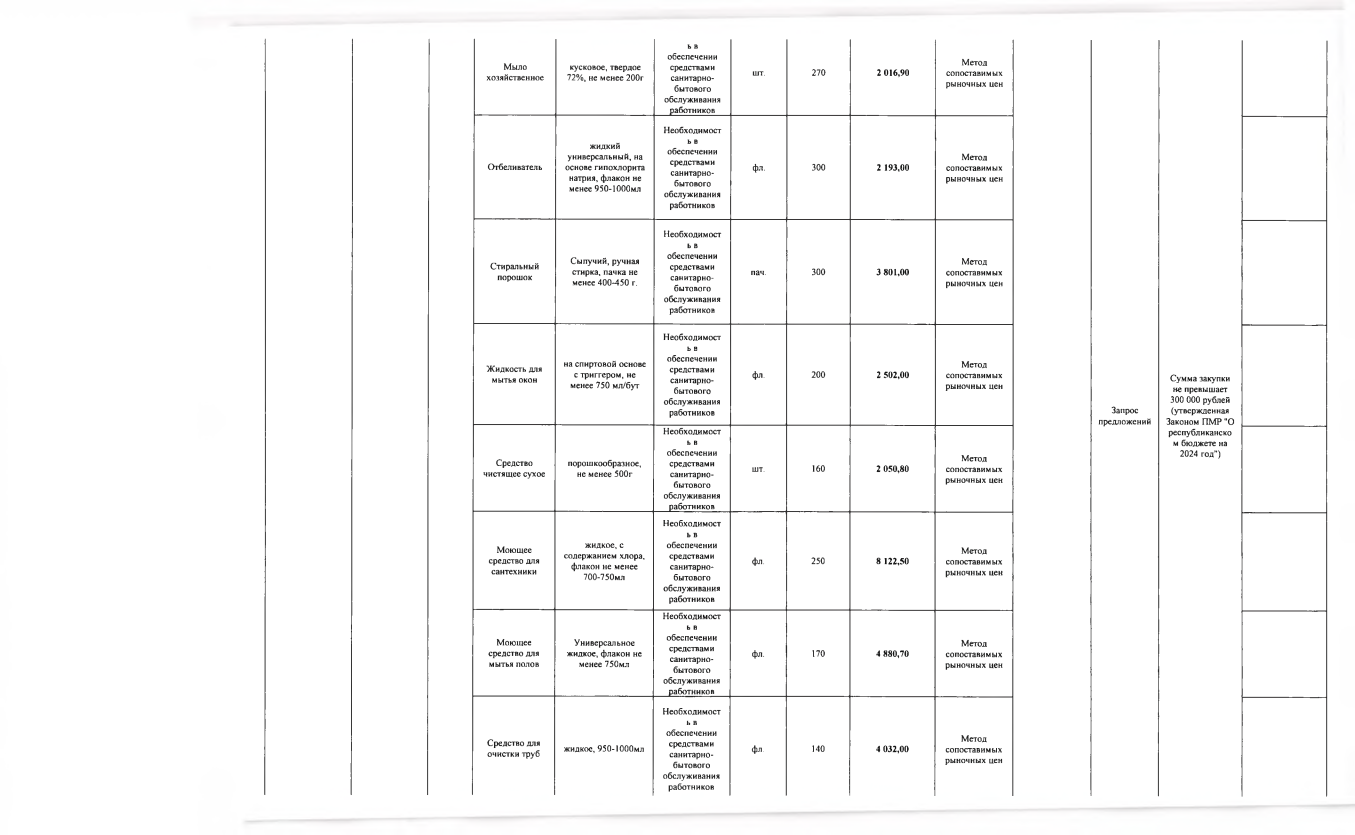 Мыло
хозяйственное
кусковое, твердое
72%, не менее 200г
ь в
обеспечении
средствами
санитарно-
бытового
обслуживания
работников
шт.
270
2 016,90
Метод
сопоставимых
рыночных цен
Отбеливатель
жидкий
универсальный, на
основе гипохлорита
натрия, флакон не
менее 950-1000мл
Необходимост
ь в
обеспечении
средствами
санитарно-
бытового
обслуживания
работников
фл.
300
2 193,00
Метод
сопоставимых
рыночных цен
Стиральный
порошок
Сыпучий, ручная
стирка, пачка не
менее 400-450 г.
Необходимост
ь в
обеспечении
средствами
санитарно-
бытового
обслуживания
работников
пач.
300
3 801,00
Метод
сопоставимых
рыночных цен
Жидкость для
мытья окон
на спиртовой основе
с триггером, не
менее 750 мл/бут
Необходимост
ь в
обеспечении
средствами
санитарно-
бытового
обслуживания
работников
фл.
200
2 502,00
Метод
сопоставимых
рыночных цен
Средство
чистящее сухое
порошкообразное,
не менее 500г
Необходимост
ь в
обеспечении
средствами
санитарно-
бытового
обслуживания
работников
шт.
160
2 050,80
Метод
сопоставимых
рыночных цен
Моющее
средство для
сантехники
жидкое, с
содержанием хлора,
флакон не менее
700-750мл
Необходимост
ь в
обеспечении
средствами
санитарно-
бытового
обслуживания
работников
фл.
250
8 122,50
Метод
сопоставимых
рыночных цен
Моющее
средство для
мытья полов
Универсальное
жидкое, флакон не
менее 750мл
Необходимост
ь в
обеспечении
средствами
санитарно-
бытового
обслуживания
работников
фл.
170
4 880,70
Метод
сопоставимых
рыночных цен
Средство для
очистки труб
жидкое, 950-1000мл
Необходимост
ь в
обеспечении
средствами
санитарно-
бытового
обслуживания
работников
фл.
140
4 032,00
Метод
сопоставимых
рыночных цен
Запрос
предложений
Сумма закупки
не превышает
300 000 рублей
(утвержденная
Законом ПМР "О
республиканско
м бюджете на
2024 год")